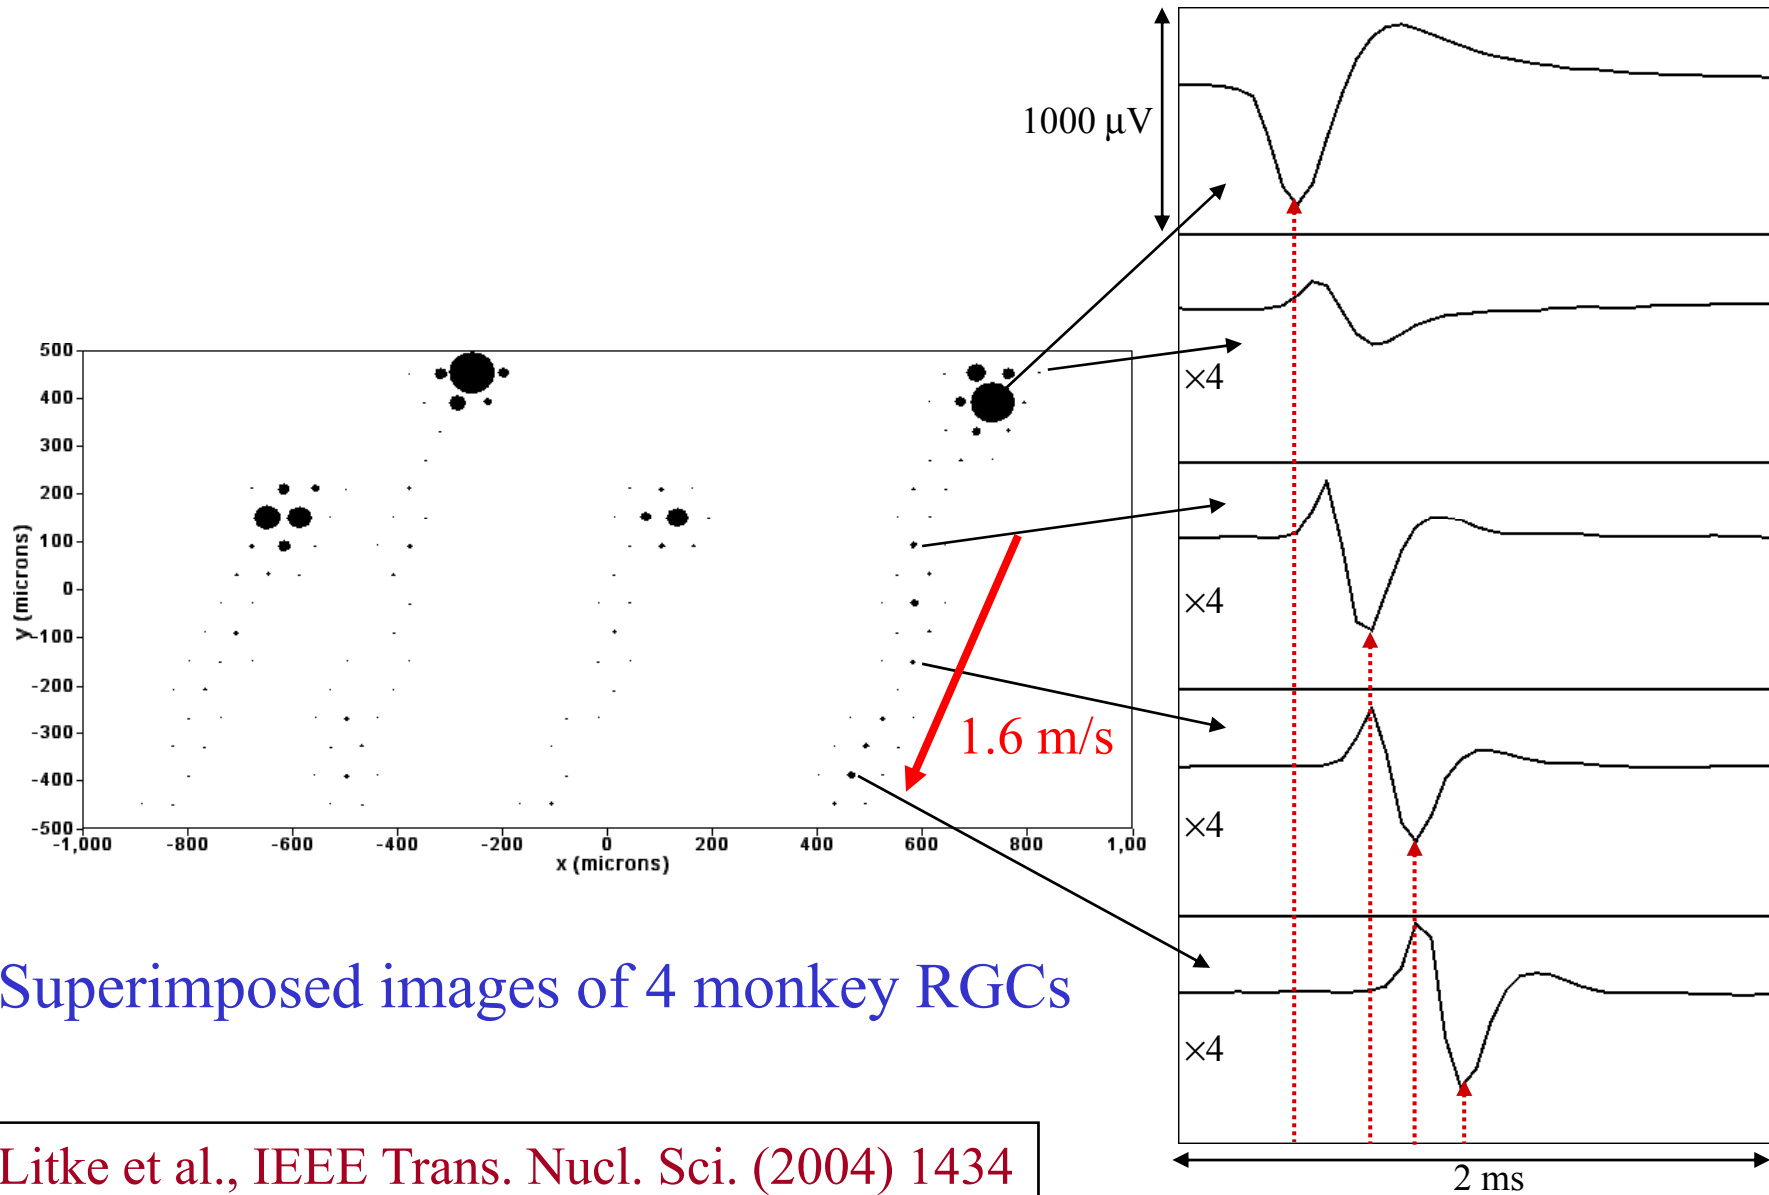 1000 μV
×4
×4
×4
×4
2 ms
500
400
300
200
100
0
-100
-200
-300
-400
-500
y (microns)
-1,000 -800 -600 -400 -200 0 200 400 600 800 1,00
x (microns)
1.6 m/s
Superimposed images of 4 monkey RGCs
Litke et al., IEEE Trans. Nucl. Sci. (2004) 1434